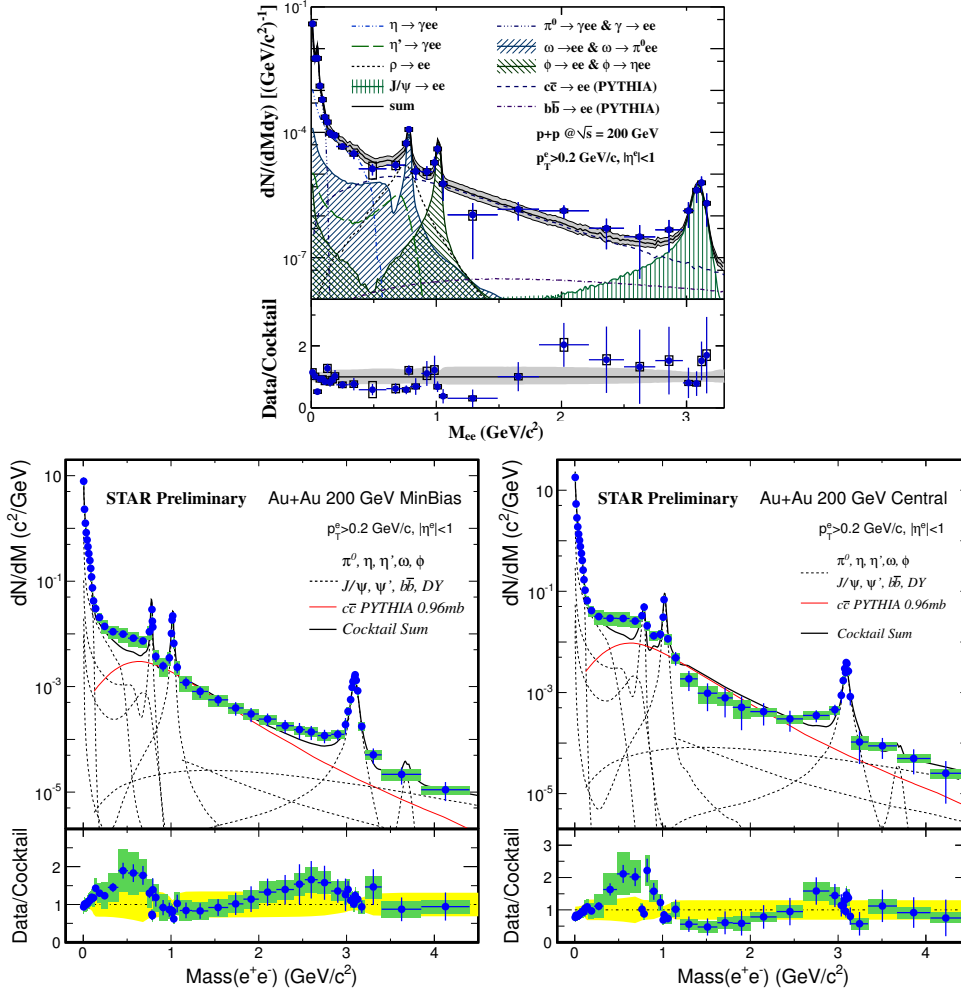 10⁻¹
10⁻⁴
10⁻⁷
dN/(dMdy) [(GeV/c²)⁻¹]
η → γee
η' → γee
ρ → ee
J/ψ → ee
sum
π⁰ → γee & γ → ee
ω → ee & ω → π⁰ee
φ → ee & φ → ηee
cc̄ → ee (PYTHIA)
bb̄ → ee (PYTHIA)
p+p @√s = 200 GeV
p_T^e>0.2 GeV/c, |η^e|<1
Data/Cocktail
2
0
0 1 2 3
M_ee (GeV/c²)
dN/dM (c²/GeV)
10
10⁻¹
10⁻³
10⁻⁵
STAR Preliminary
Au+Au 200 GeV MinBias
p_T^e>0.2 GeV/c, |η^e|<1
π⁰, η, η', ω, φ
J/ψ, ψ', bb̄, DY
cc̄ PYTHIA 0.96mb
Cocktail Sum
Data/Cocktail
2
1
0
0 1 2 3 4
Mass(e⁺e⁻) (GeV/c²)
dN/dM (c²/GeV)
10
10⁻¹
10⁻³
10⁻⁵
STAR Preliminary
Au+Au 200 GeV Central
p_T^e>0.2 GeV/c, |η^e|<1
π⁰, η, η', ω, φ
J/ψ, ψ', bb̄, DY
cc̄ PYTHIA 0.96mb
Cocktail Sum
Data/Cocktail
3
2
1
0
0 1 2 3 4
Mass(e⁺e⁻) (GeV/c²)